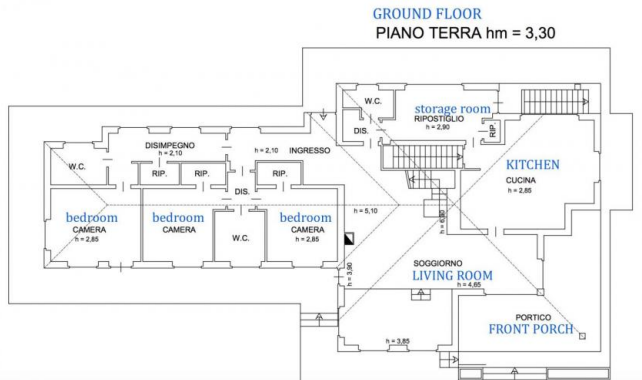 GROUND FLOOR
PIANO TERRA hm = 3,30
W.C.
storage room
RIPOSTIGLIO
h = 2,90
DIS.
RIP.
DISIMPEGNO
h = 2,10
h = 2,10
INGRESSO
W.C.
RIP.
RIP.
RIP.
DIS.
KITCHEN
CUCINA
h = 2,85
bedroom
CAMERA
h = 2,85
bedroom
CAMERA
h = 2,85
W.C.
bedroom
CAMERA
h = 2,85
h = 5,10
SOGGIORNO
LIVING ROOM
h = 4,65
h = 3,90
PORTICO
FRONT PORCH
h = 3,85